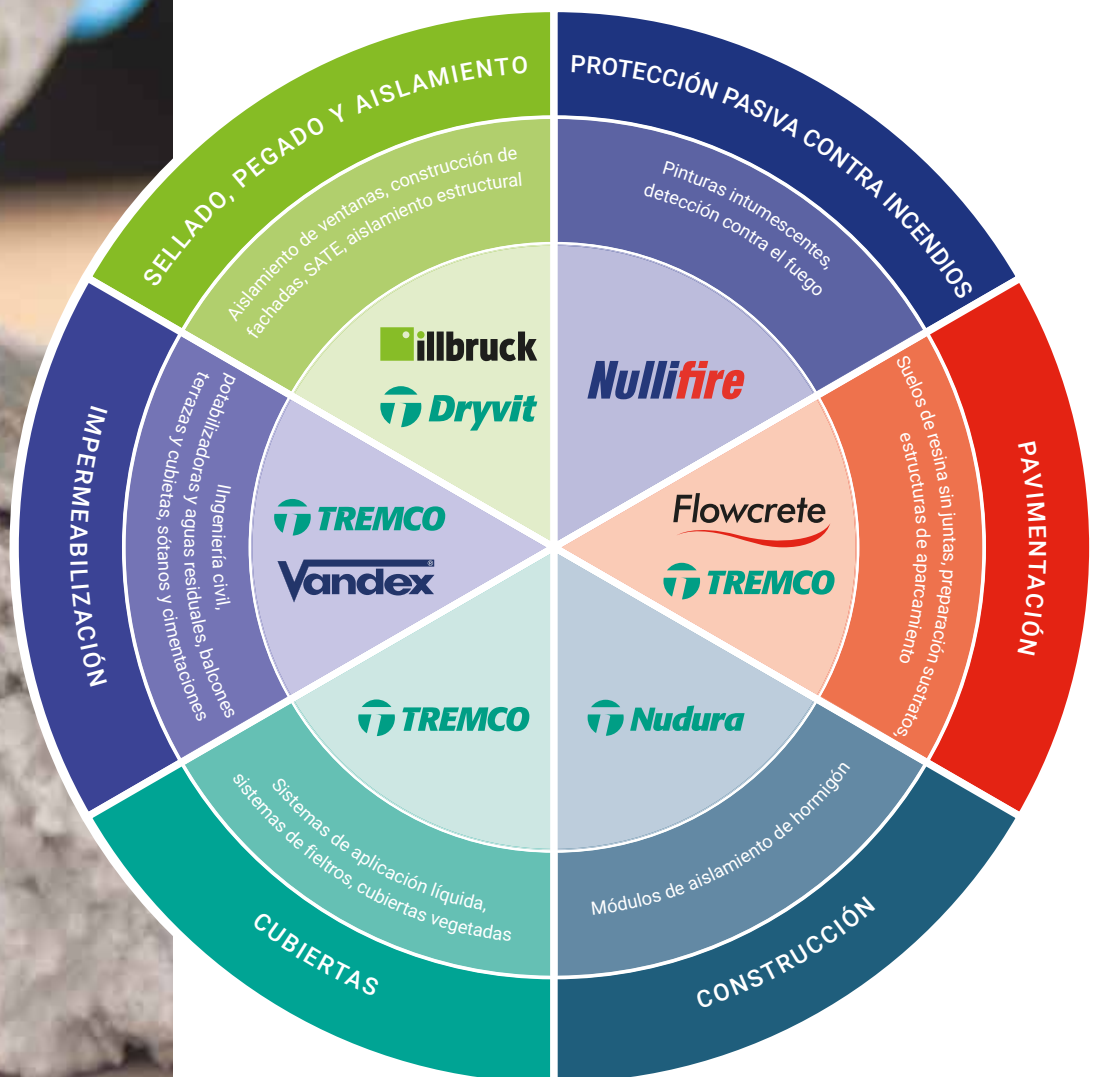 SELLADO, PEGADO Y AISLAMIENTO
Aislamiento de ventanas, construcción de
fachadas, SATE, aislamiento estructural
illbruck
Dryvit
PROTECCIÓN PASIVA CONTRA INCENDIOS
Pinturas intumescentes,
detección contra el fuego
Nullifire
PAVIMENTACIÓN
Suelos de resina sin juntas, preparación sustratos,
estructuras de aparcamiento
Flowcrete
TREMCO
CONSTRUCCIÓN
Módulos de aislamiento de hormigón
Nudura
CUBIERTAS
Sistemas de aplicación líquida,
sistemas de fieltros, cubiertas vegetadas
TREMCO
IMPERMEABILIZACIÓN
IIngeniería civil,
potabilizadoras y aguas residuales, balcones
terrazas y cubietas, sótanos y cimentaciones
TREMCO
Vandex®